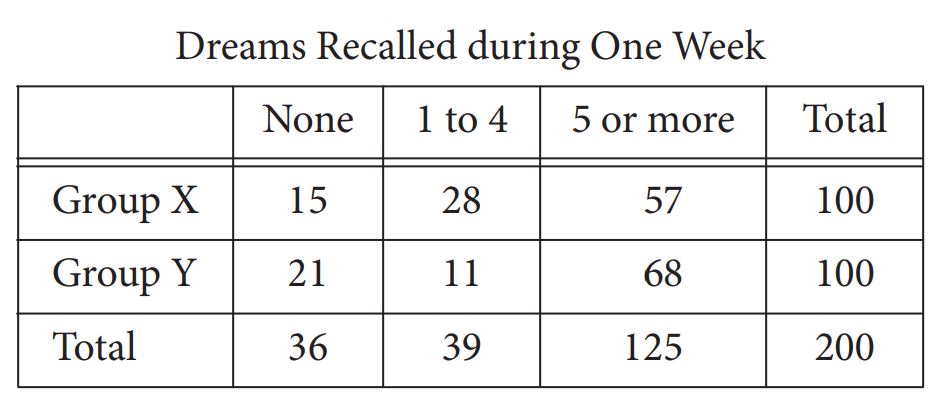 Dreams Recalled during One Week
None 1 to 4 5 or more Total
Group X 15 28 57 100
Group Y 21 11 68 100
Total 36 39 125 200